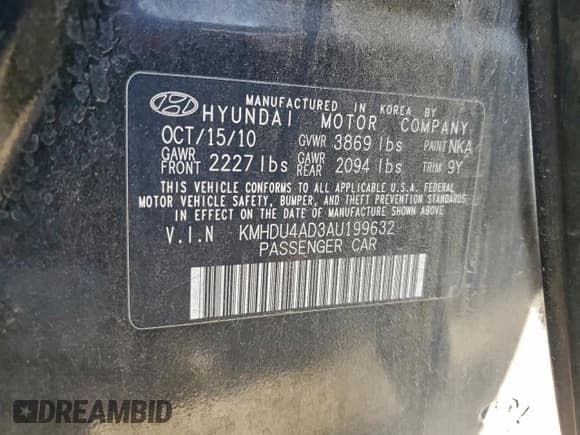 MANUFACTURED IN KOREA BY
HYUNDAI MOTOR COMPANY
OCT/15/10 GVWR 3869 lbs PAINT NKA
GAWR FRONT 2227 lbs GAWR REAR 2094 lbs TRIM 9Y
THIS VEHICLE CONFORMS TO ALL APPLICABLE U.S.A. FEDERAL
MOTOR VEHICLE SAFETY, BUMPER, AND THEFT PREVENTION STANDARDS
IN EFFECT ON THE DATE OF MANUFACTURE SHOWN ABOVE
V.I.N KMHDU4AD3AU199632
PASSENGER CAR
DREAMBID